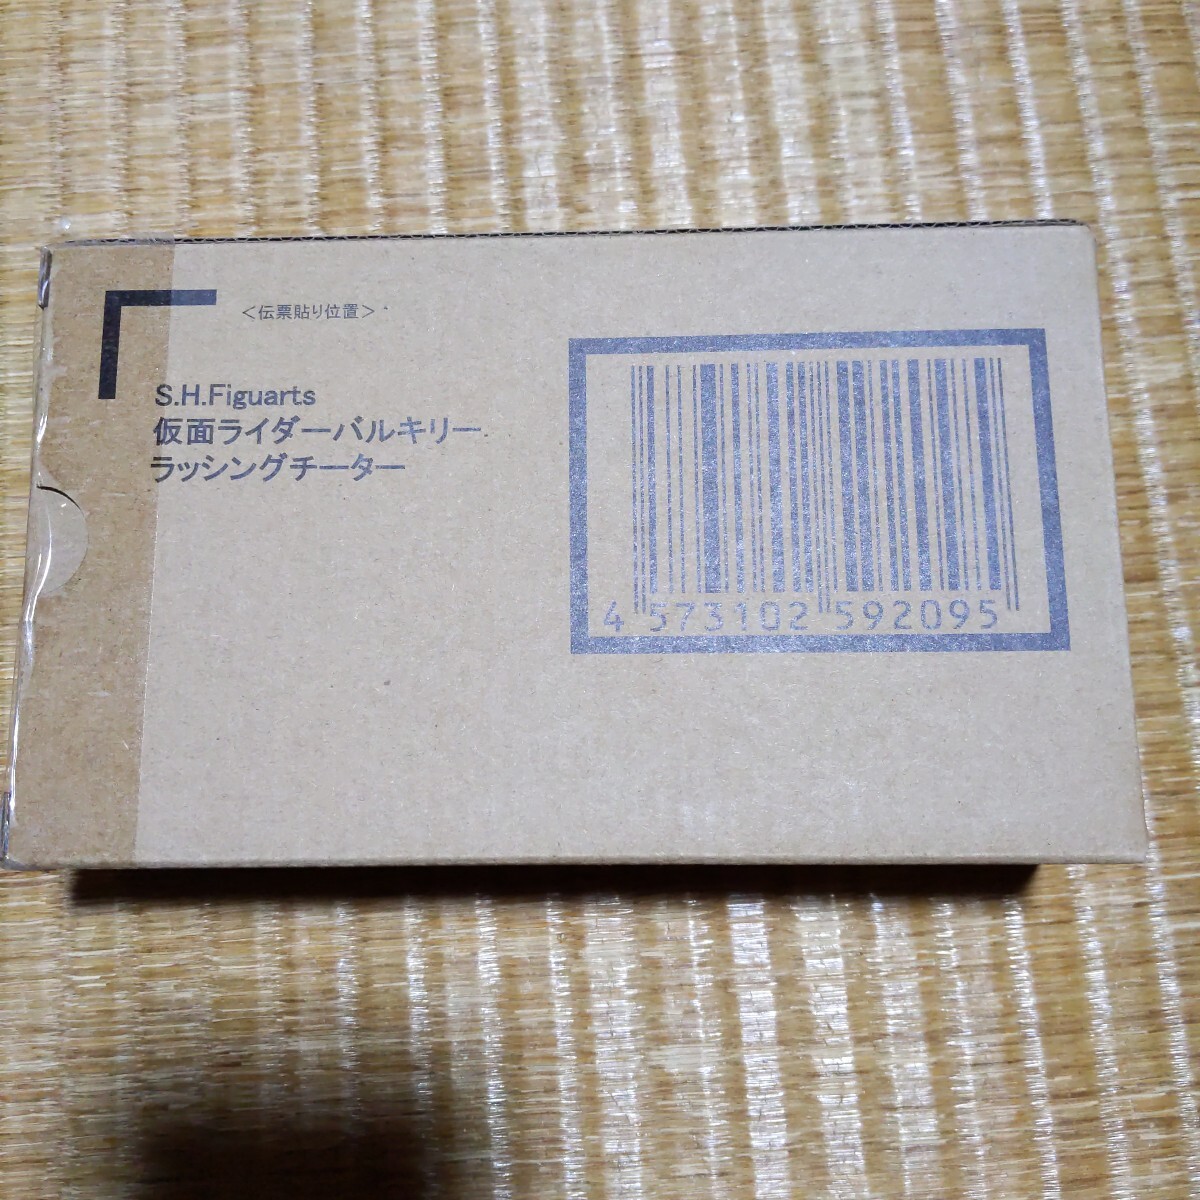 ＜伝票貼り位置＞
S.H.Figuarts
仮面ライダーバルキリー
ラッシングチーター
4 573102 592095